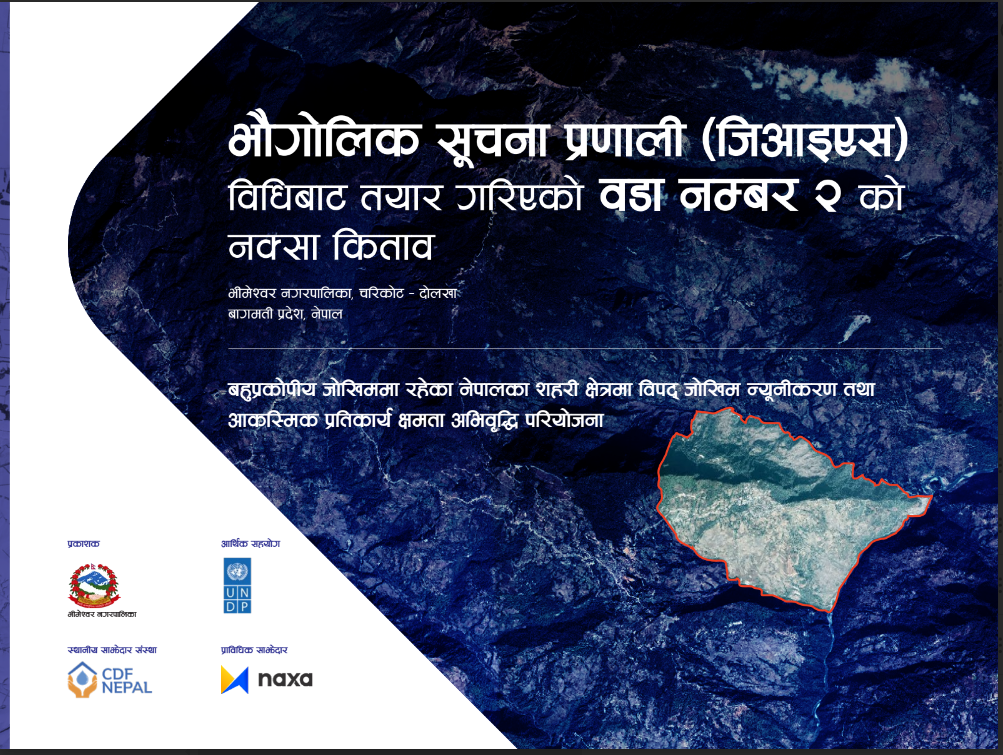 भौगोलिक सूचना प्रणाली (जिआइएस)
विधिबाट तयार गरिएको वडा नम्बर २ को
नक्सा किताव
भीमेश्वर नगरपालिका, चरिकोट - दोलखा
बागमती प्रदेश, नेपाल
बहुप्रकोपीय जोखिममा रहेका नेपालका शहरी क्षेत्रमा विपद् जोखिम न्यूनीकरण तथा
आकस्मिक प्रतिकार्य क्षमता अभिवृद्धि परियोजना
प्रकाशक
भीमेश्वर नगरपालिका
आर्थिक सहयोग
U N
D P
स्थानीय साझेदार संस्था
CDF
NEPAL
प्राविधिक साझेदार
naxa